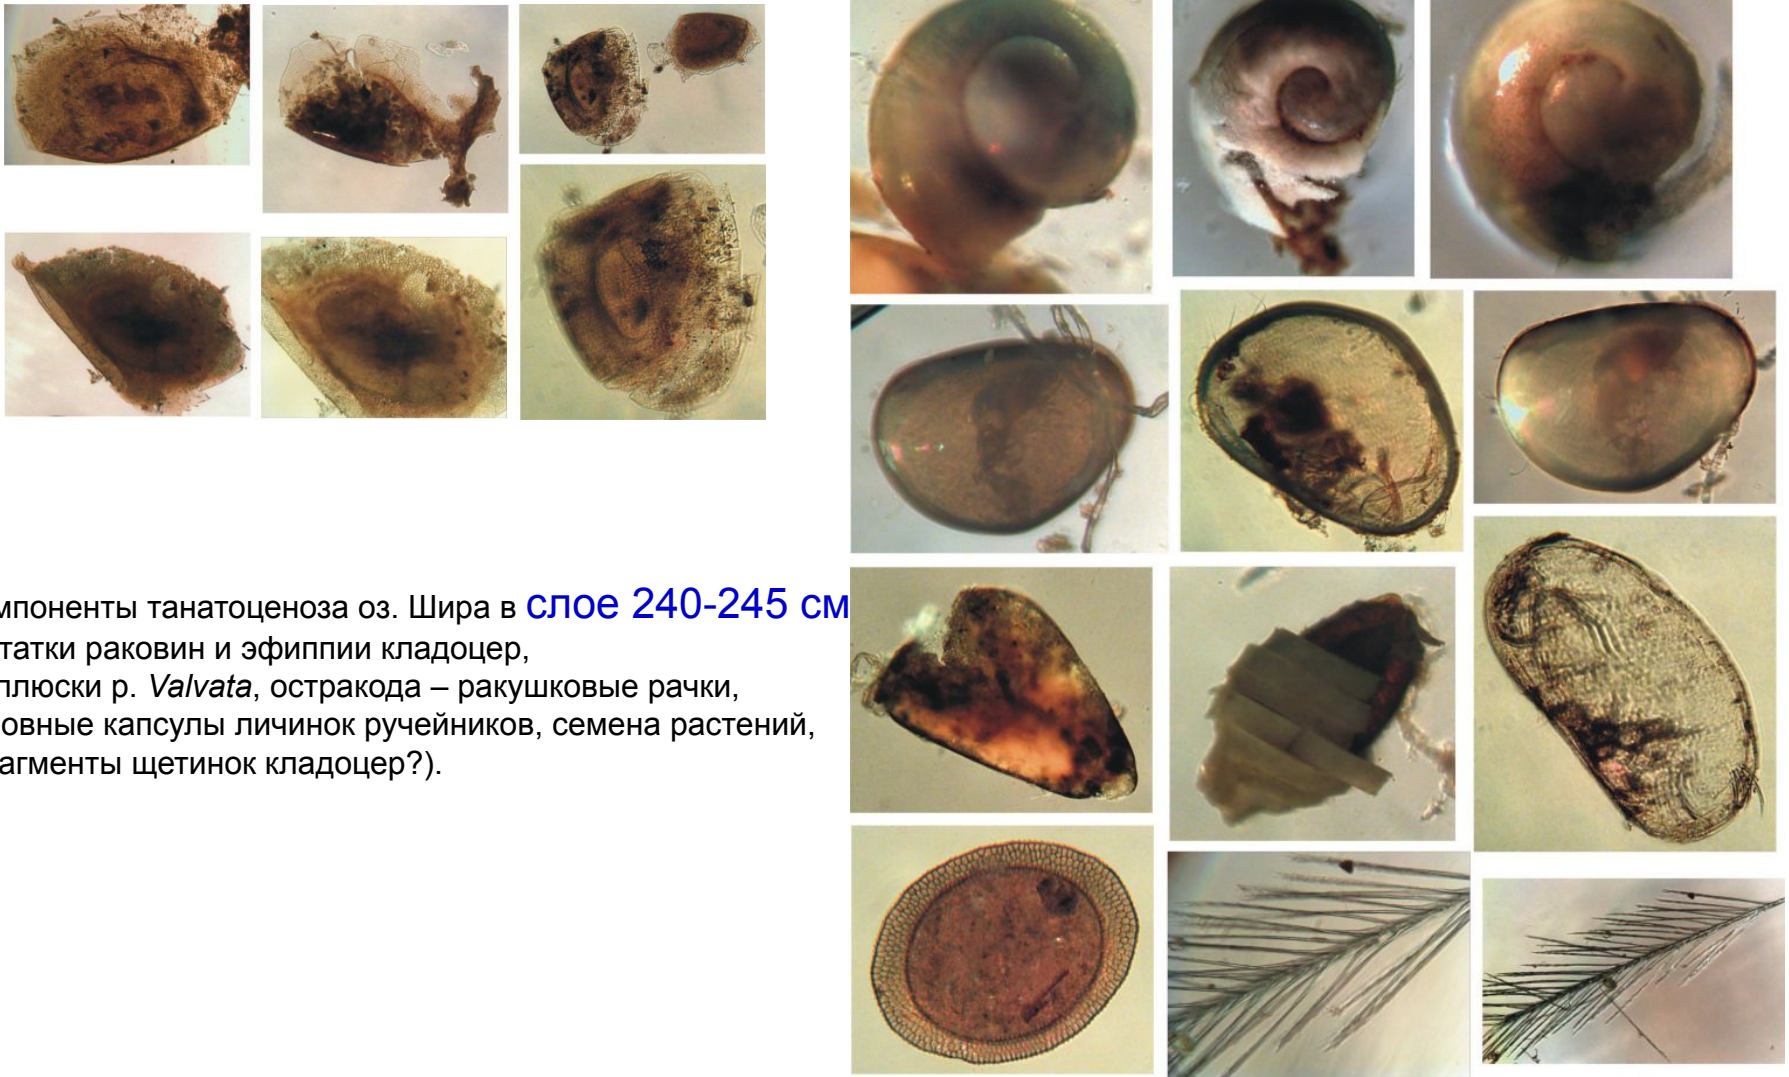 мпоненты танатоценоза оз. Шира в слое 240-245 см
татки раковин и эфиппии кладоцер,
плюски р. Valvata, остракода – ракушковые рачки,
овные капсулы личинок ручейников, семена растений,
агменты щетинок кладоцер?).